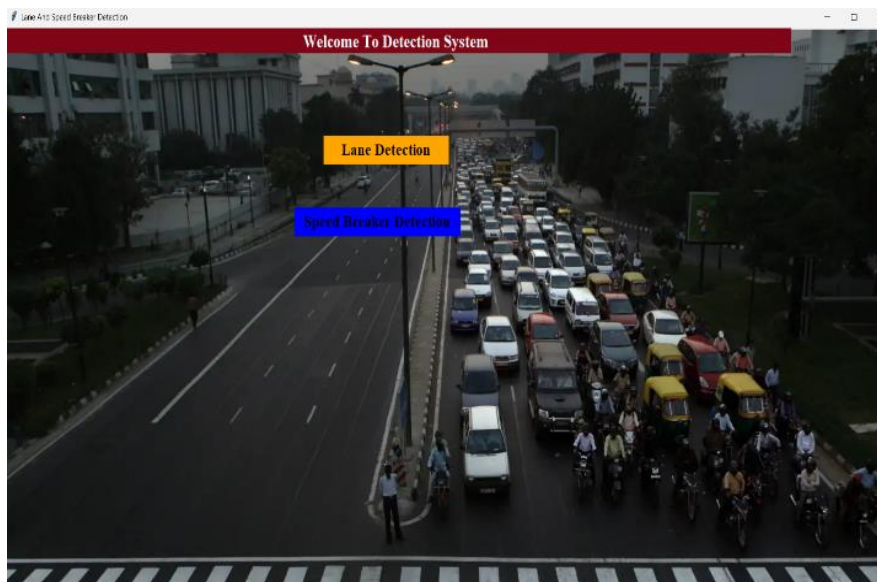 Lane And Speed Breaker Detection
Welcome To Detection System
Lane Detection
Speed Breaker Detection